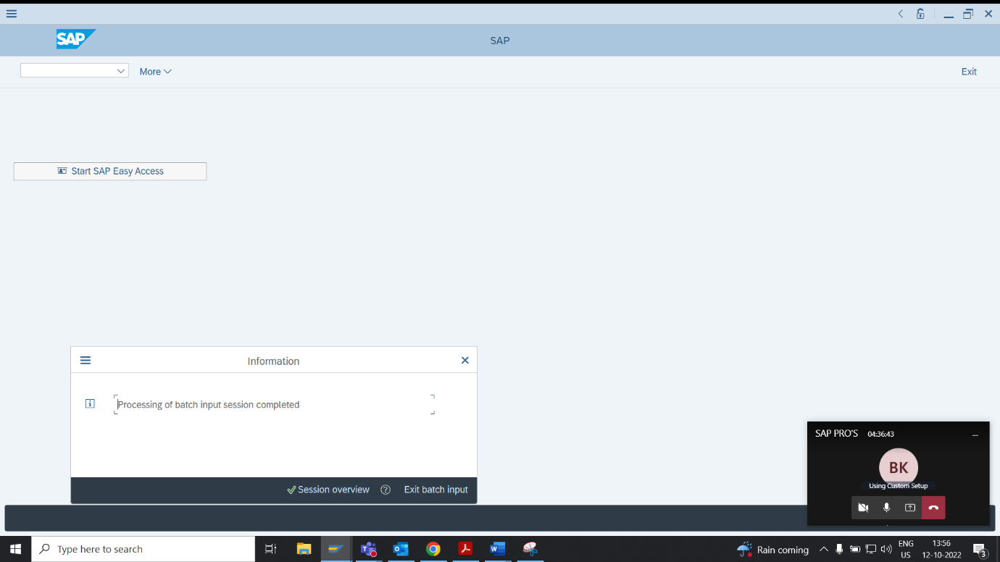 SAP
SAP
More
Exit
Start SAP Easy Access
Information
i
Processing of batch input session completed
Session overview
?
Exit batch input
SAP PRO'S 04:36:43
BK
Using Custom Setup
Type here to search
T
W
Rain coming
ENG
US
13:56
12-10-2022
3